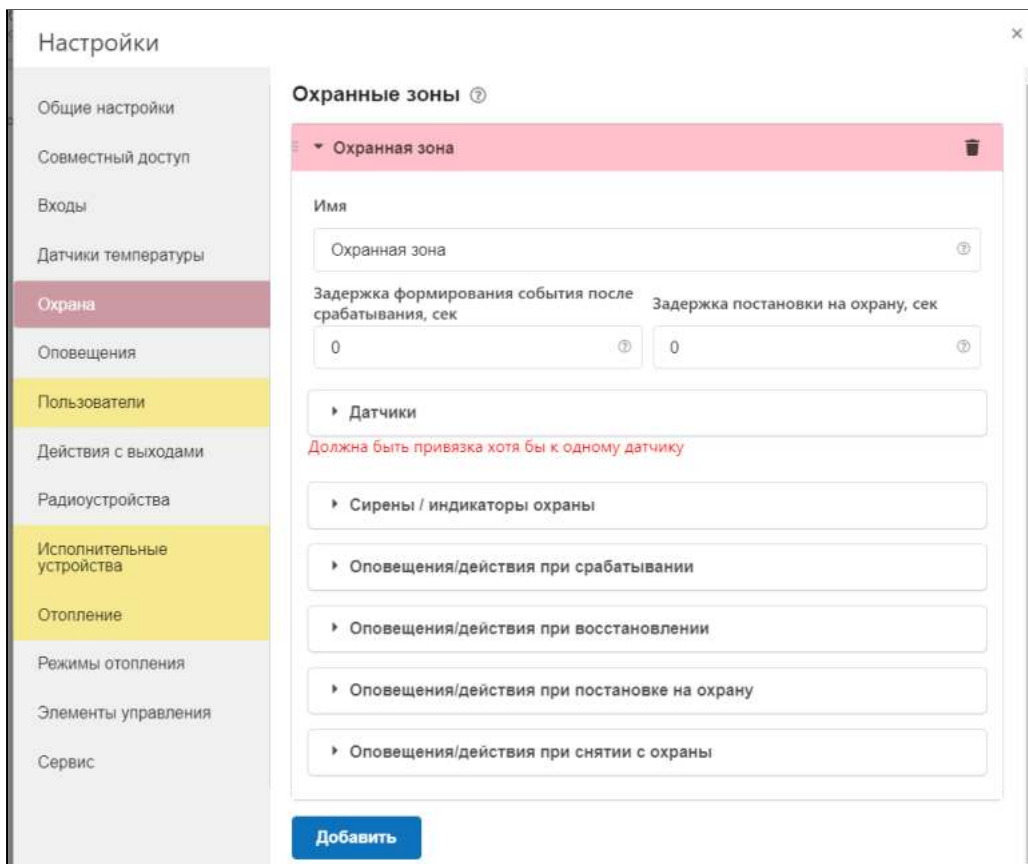 Настройки
Общие настройки
Совместный доступ
Входы
Датчики температуры
Охрана
Оповещения
Пользователи
Действия с выходами
Радиоустройства
Исполнительные
устройства
Отопление
Режимы отопления
Элементы управления
Сервис
Охранные зоны
Охранная зона
Имя
Охранная зона
Задержка формирования события после
срабатывания, сек
0
Задержка постановки на охрану, сек
0
Датчики
Должна быть привязка хотя бы к одному датчику
Сирены / индикаторы охраны
Оповещения/действия при срабатывании
Оповещения/действия при восстановлении
Оповещения/действия при постановке на охрану
Оповещения/действия при снятии с охраны
Добавить